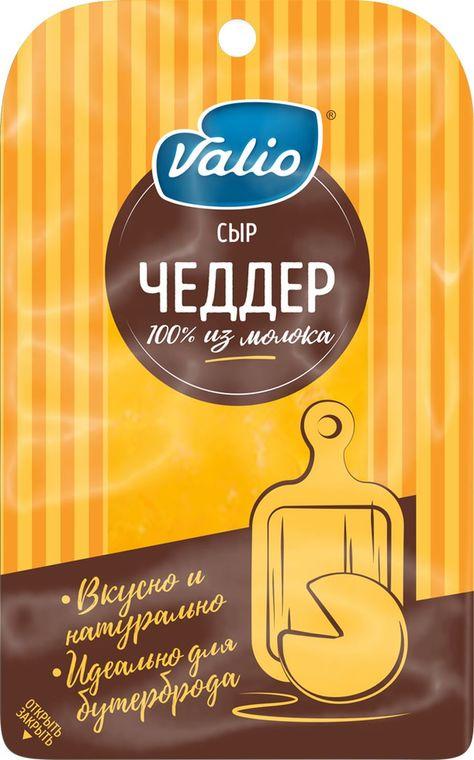 Valio®
СЫР
ЧЕДДЕР
100% из молока
• Вкусно и
натурально
• Идеально для
бутерброда
ОТКРЫТЬ
ЗАКРЫТЬ